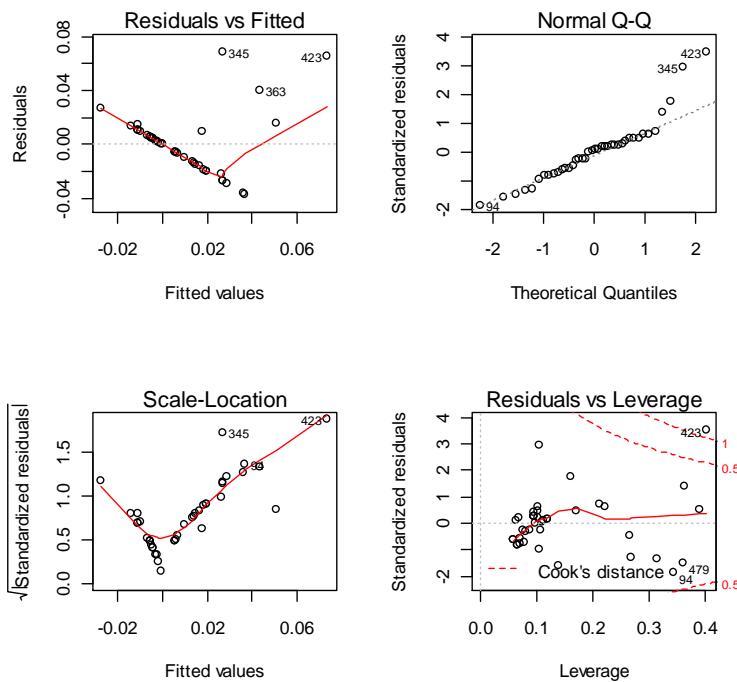 Residuals vs Fitted
Residuals
-0.04 0.00 0.04 0.08
345
423
363
-0.02 0.02 0.06
Fitted values
Normal Q-Q
Standardized residuals
-2 0 1 2 3 4
423
345
94
-2 -1 0 1 2
Theoretical Quantiles
Scale-Location
√|Standardized residuals|
0.0 0.5 1.0 1.5
423
345
94
-0.02 0.02 0.06
Fitted values
Residuals vs Leverage
Standardized residuals
-2 0 1 2 3 4
423
1
0.5
479
94
0.5
Cook's distance
0.0 0.1 0.2 0.3 0.4
Leverage